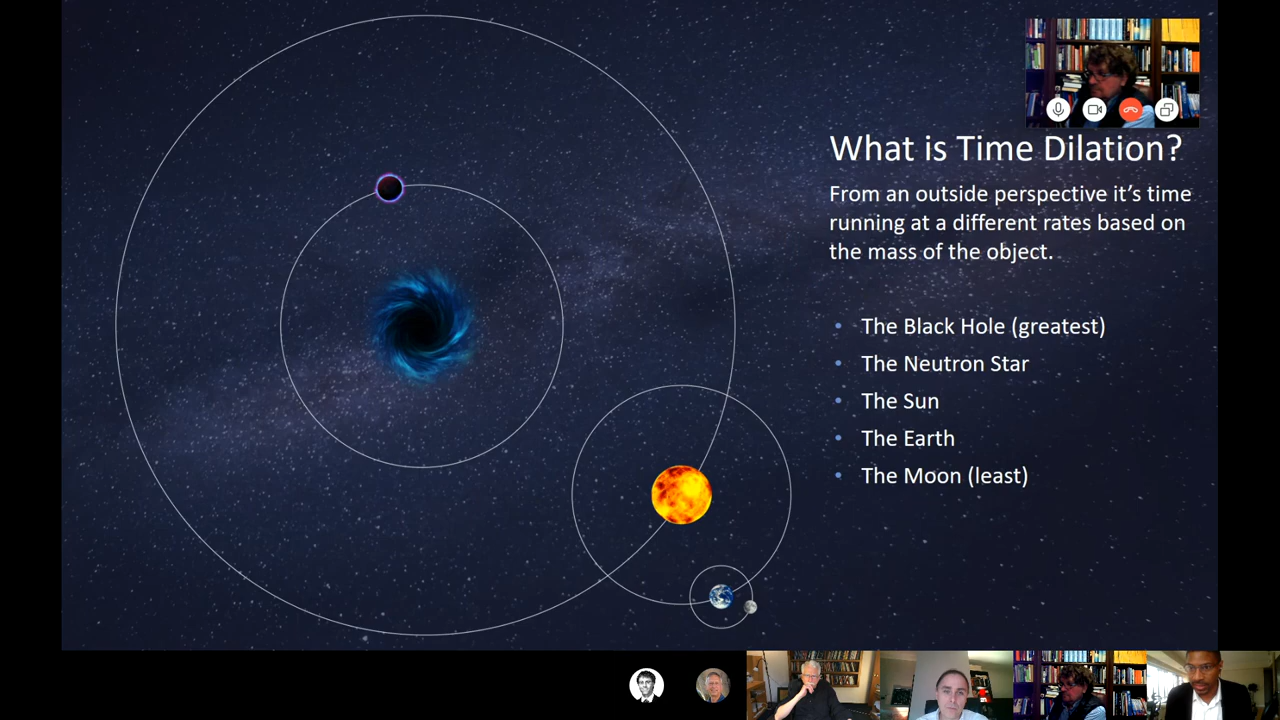 What is Time Dilation?
From an outside perspective it’s time
running at a different rates based on
the mass of the object.
• The Black Hole (greatest)
• The Neutron Star
• The Sun
• The Earth
• The Moon (least)